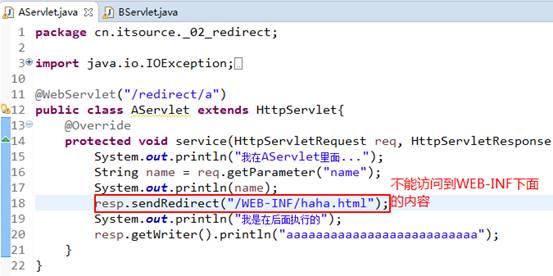 AServlet.java BServlet.java
1 package cn.itsource._02_redirect;
2
3 import java.io.IOException;
10
11 @WebServlet("/redirect/a")
12 public class AServlet extends HttpServlet{
13 @Override
14 protected void service(HttpServletRequest req, HttpServletResponse
15 System.out.println("我在AServlet里面...");
16 String name = req.getParameter("name");
17 System.out.println(name);
18 resp.sendRedirect("/WEB-INF/haha.html");
不能访问到WEB-INF下面
的内容
19 System.out.println("我是在后面执行的");
20 resp.getWriter().println("aaaaaaaaaaaaaaaaaaaaaaaaaaa");
21 }
22 }